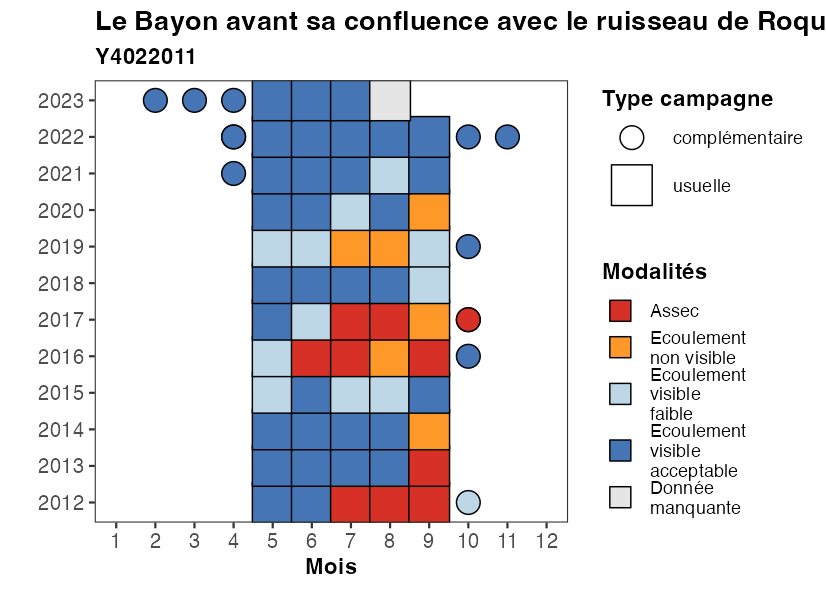 Le Bayon avant sa confluence avec le ruisseau de Roqu
Y4022011
2023
2022
2021
2020
2019
2018
2017
2016
2015
2014
2013
2012
1 2 3 4 5 6 7 8 9 10 11 12
Mois
Type campagne
complémentaire
usuelle
Modalités
Assec
Ecoulement
non visible
Ecoulement
visible
faible
Ecoulement
visible
acceptable
Donnée
manquante